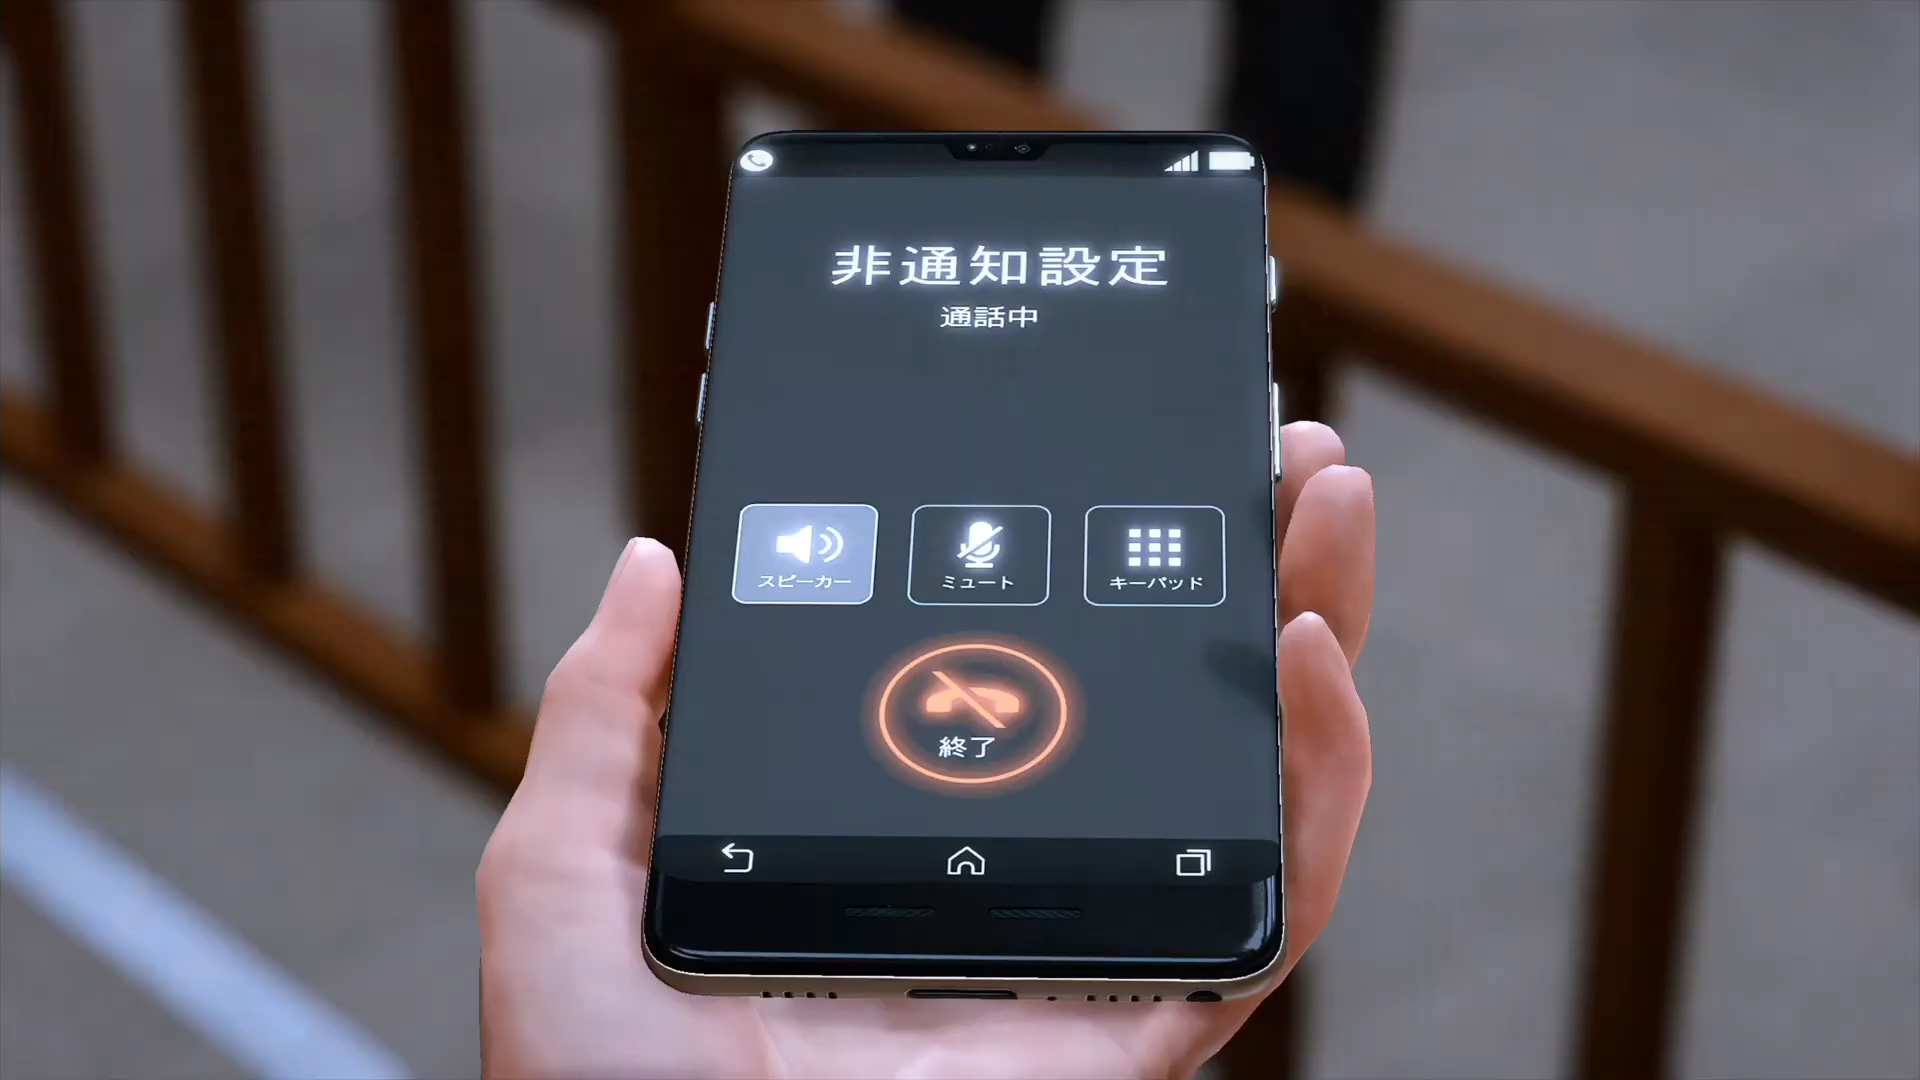 非通知設定
通話中
スピーカー
ミュート
キーパッド
終了